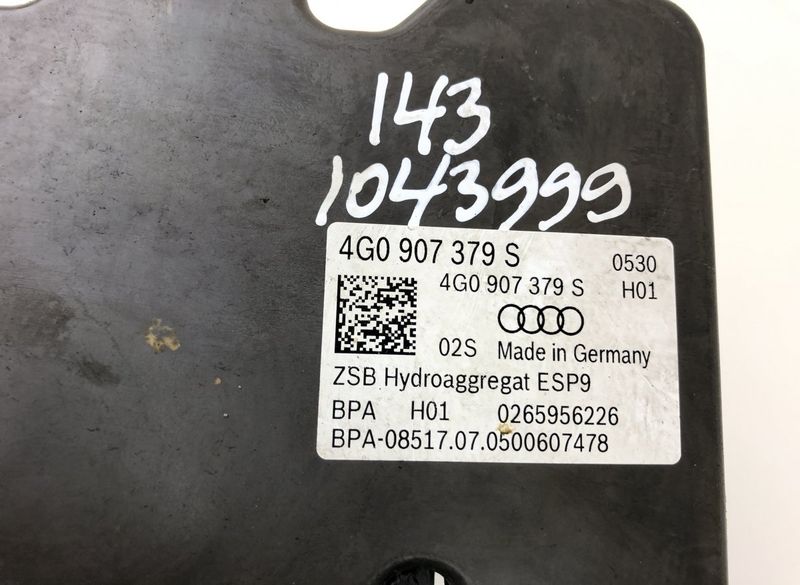 143
1043999
4G0 907 379 S 0530
4G0 907 379 S H01
02S Made in Germany
ZSB Hydroaggregat ESP9
BPA H01 0265956226
BPA-08517.07.0500607478